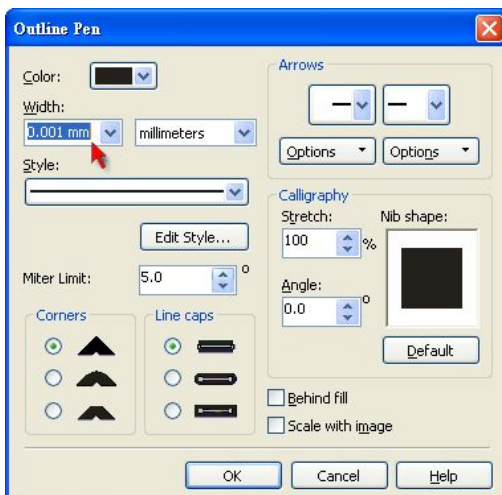 Outline Pen
Color:
Width:
0.001 mm
millimeters
Style:
Edit Style...
Miter Limit:
5.0
°
Corners
Line caps
Arrows
Options
Options
Calligraphy
Stretch:
100
%
Nib shape:
Angle:
0.0
°
Default
Behind fill
Scale with image
OK
Cancel
Help